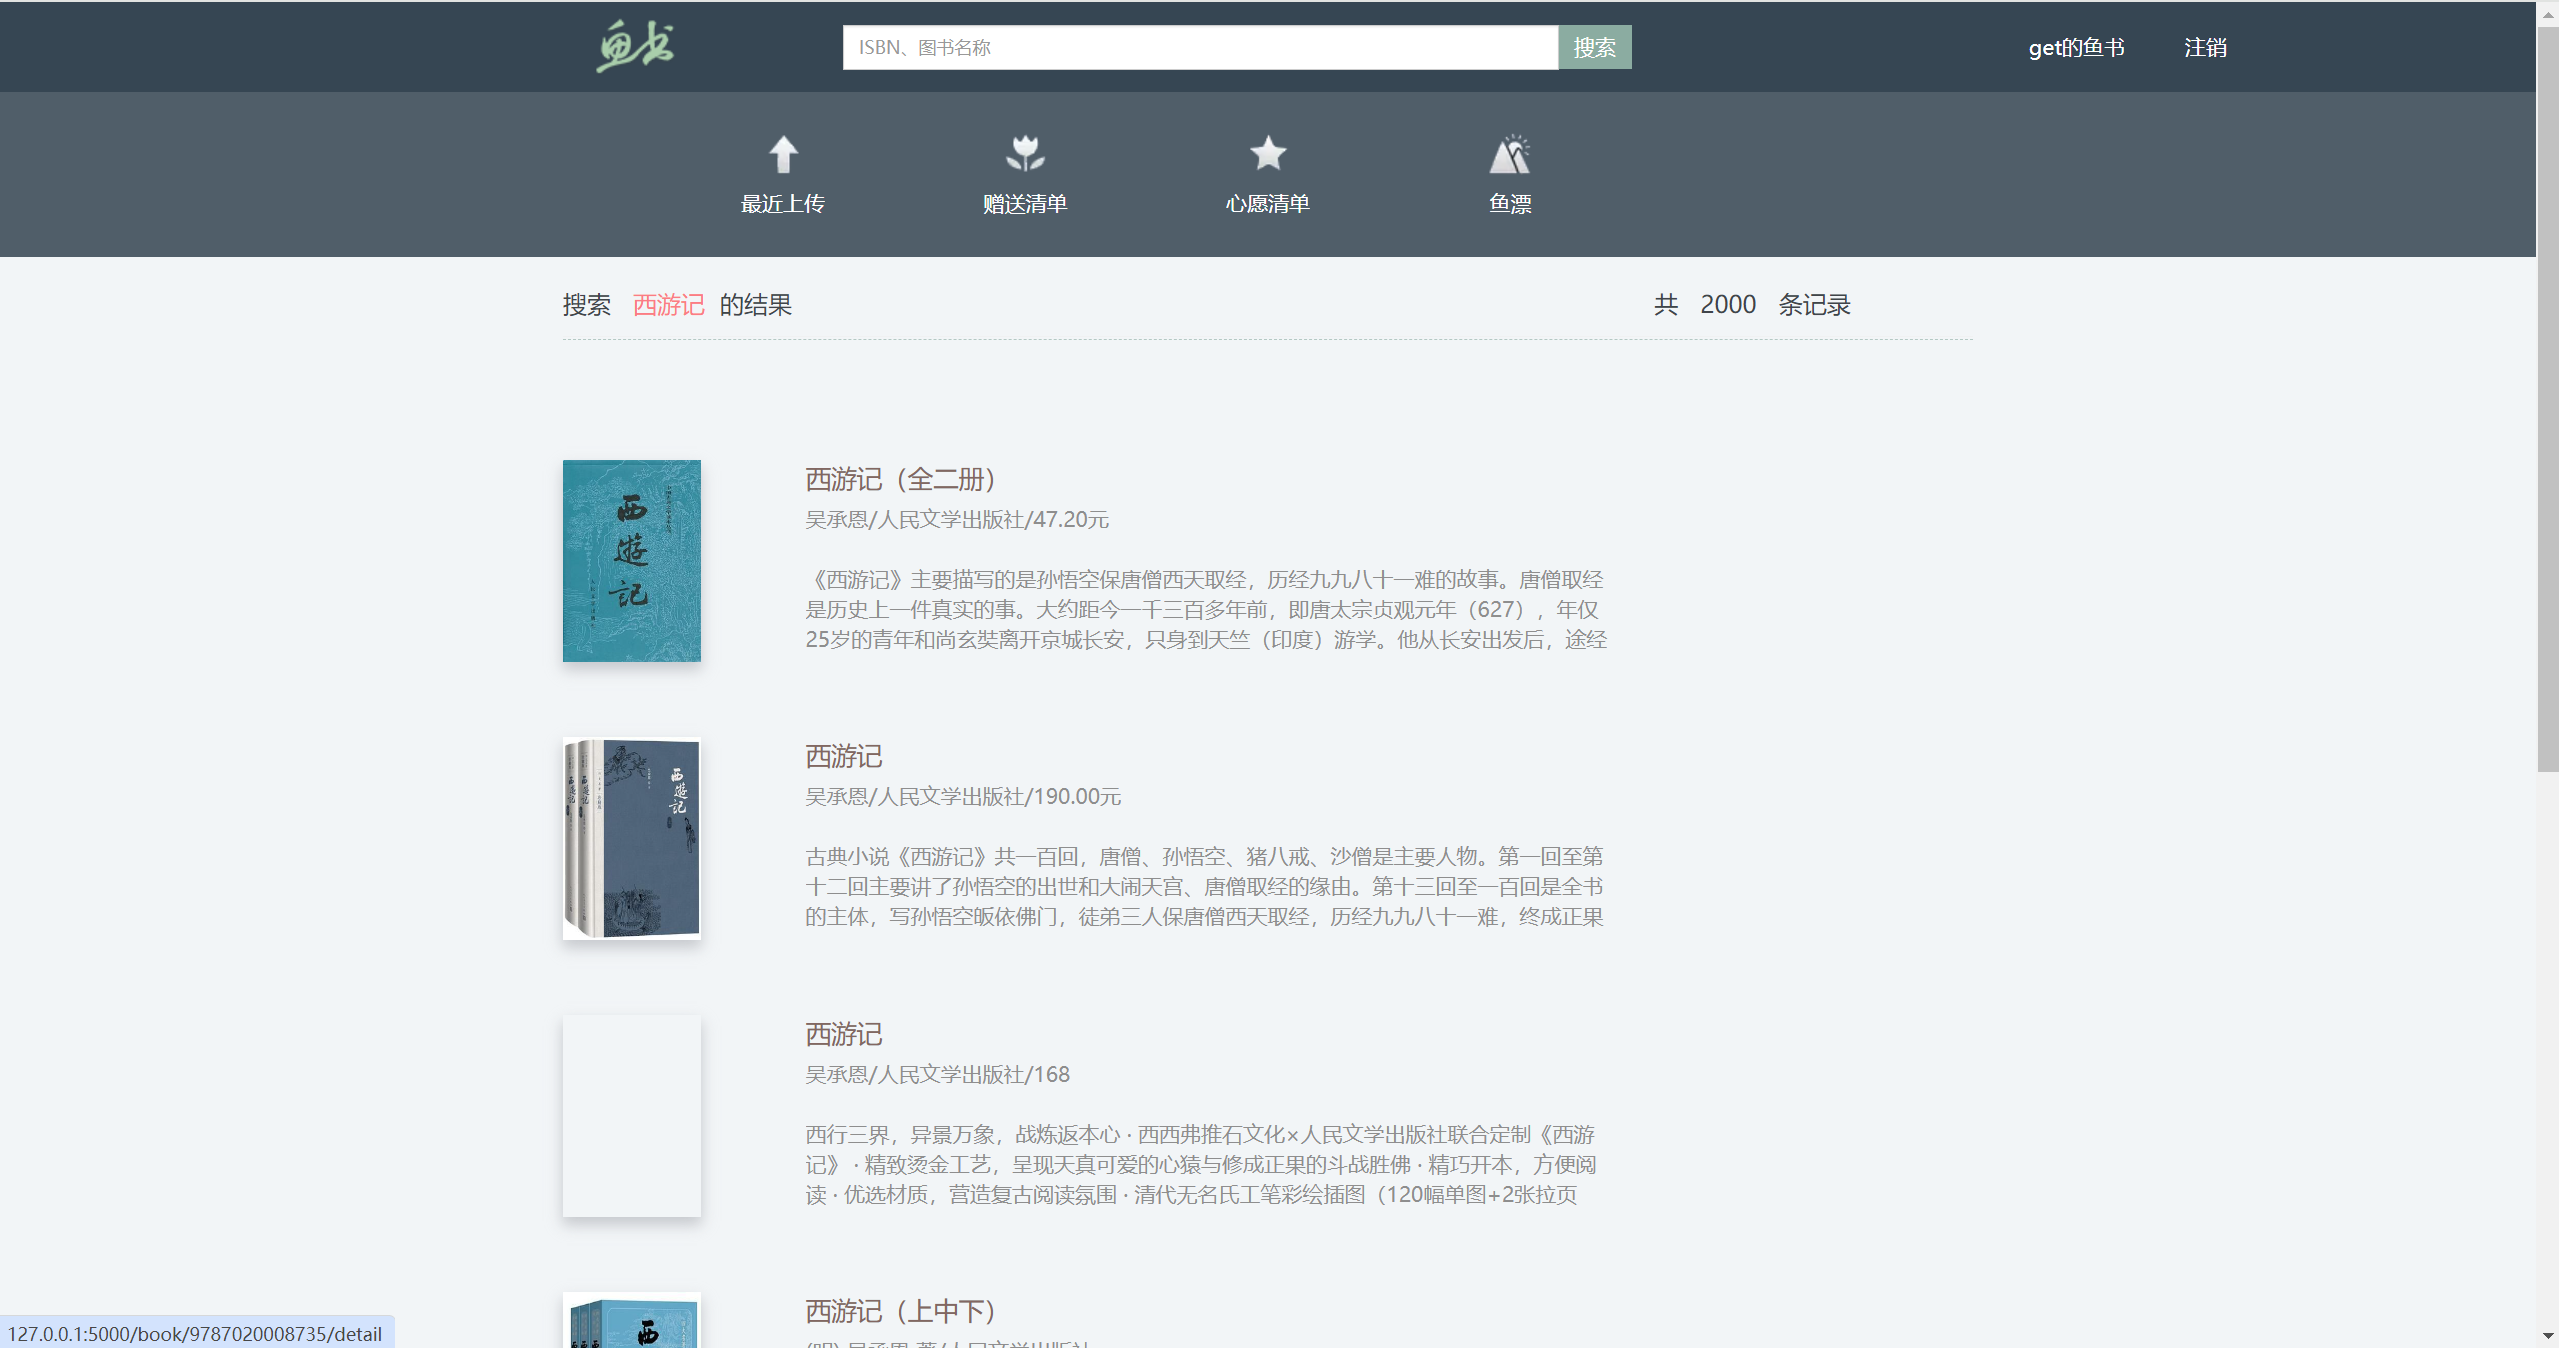 鱼书
ISBN、图书名称
搜索
get的鱼书
注销
最近上传
赠送清单
心愿清单
鱼漂
搜索 西游记 的结果
共 2000 条记录
西遊記
西游记（全二册）
吴承恩/人民文学出版社/47.20元
《西游记》主要描写的是孙悟空保唐僧西天取经，历经九九八十一难的故事。唐僧取经
是历史上一件真实的事。大约距今一千三百多年前，即唐太宗贞观元年（627），年仅
25岁的青年和尚玄奘离开京城长安，只身到天竺（印度）游学。他从长安出发后，途经
西遊記
西游记
吴承恩/人民文学出版社/190.00元
古典小说《西游记》共一百回，唐僧、孙悟空、猪八戒、沙僧是主要人物。第一回至第
十二回主要讲了孙悟空的出世和大闹天宫、唐僧取经的缘由。第十三回至一百回是全书
的主体，写孙悟空皈依佛门，徒弟三人保唐僧西天取经，历经九九八十一难，终成正果
西游记
吴承恩/人民文学出版社/168
西行三界，异景万象，战炼返本心 · 西西弗推石文化×人民文学出版社联合定制《西游
记》 · 精致烫金工艺，呈现天真可爱的心猿与修成正果的斗战胜佛 · 精巧开本，方便阅
读 · 优选材质，营造复古阅读氛围 · 清代无名氏工笔彩绘插图（120幅单图+2张拉页
西
西游记（上中下）
127.0.0.1:5000/book/9787020008735/detail